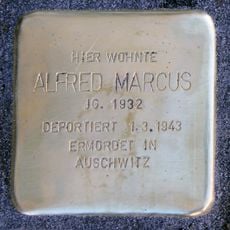 HIER WOHNTE
ALFRED MARCUS
JG. 1932
DEPORTIERT 1.3.1943
ERMORDET IN
AUSCHWITZ